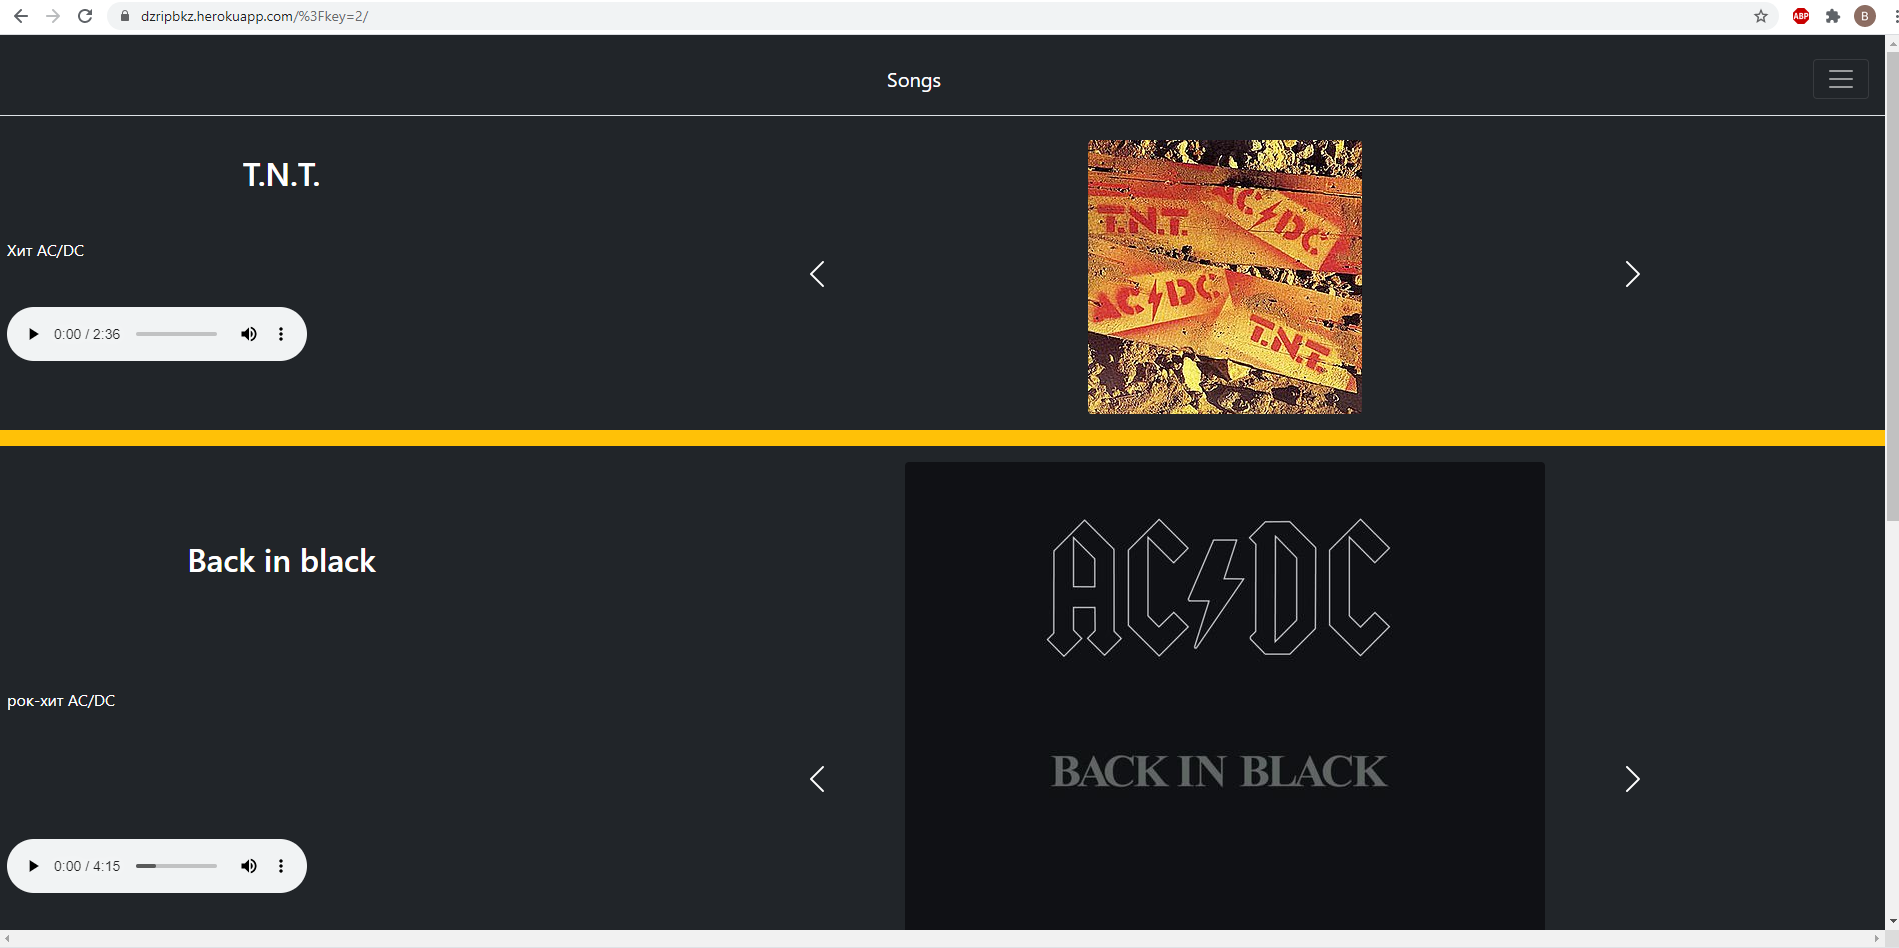 dzripbkz.herokuapp.com/%3Fkey=2/
ABP
B
Songs
T.N.T.
Хит AC/DC
0:00 / 2:36
T.N.T.
AC/DC
AC/DC
T.N.T.
Back in black
рок-хит AC/DC
0:00 / 4:15
AC/DC
BACK IN BLACK